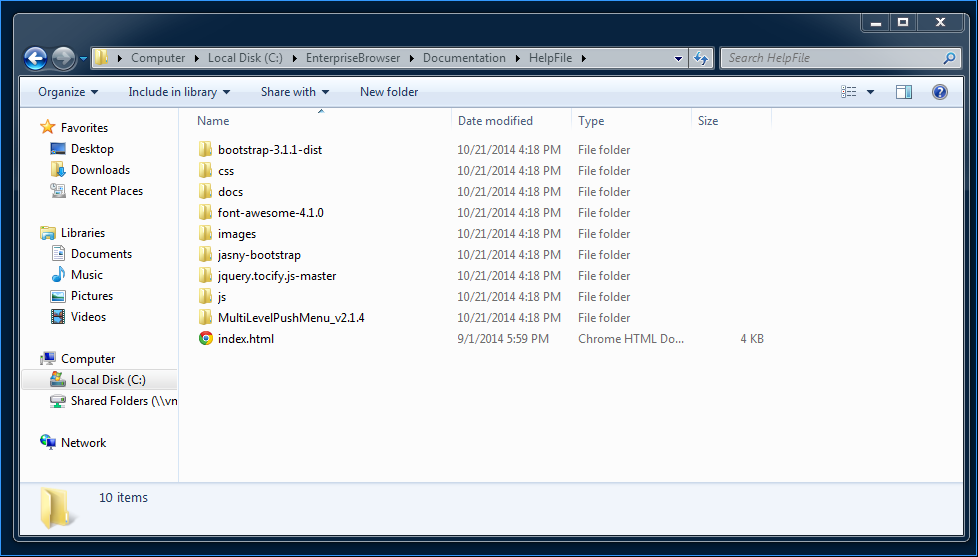 Computer Local Disk (C:) EnterpriseBrowser Documentation HelpFile Search HelpFile
Organize Include in library Share with New folder
Favorites
Desktop
Downloads
Recent Places
Libraries
Documents
Music
Pictures
Videos
Computer
Local Disk (C:)
Shared Folders (\\vn
Network
Name Date modified Type Size
bootstrap-3.1.1-dist 10/21/2014 4:18 PM File folder
css 10/21/2014 4:18 PM File folder
docs 10/21/2014 4:18 PM File folder
font-awesome-4.1.0 10/21/2014 4:18 PM File folder
images 10/21/2014 4:18 PM File folder
jasny-bootstrap 10/21/2014 4:18 PM File folder
jquery.tocify.js-master 10/21/2014 4:18 PM File folder
js 10/21/2014 4:18 PM File folder
MultiLevelPushMenu_v2.1.4 10/21/2014 4:18 PM File folder
index.html 9/1/2014 5:59 PM Chrome HTML Do... 4 KB
10 items